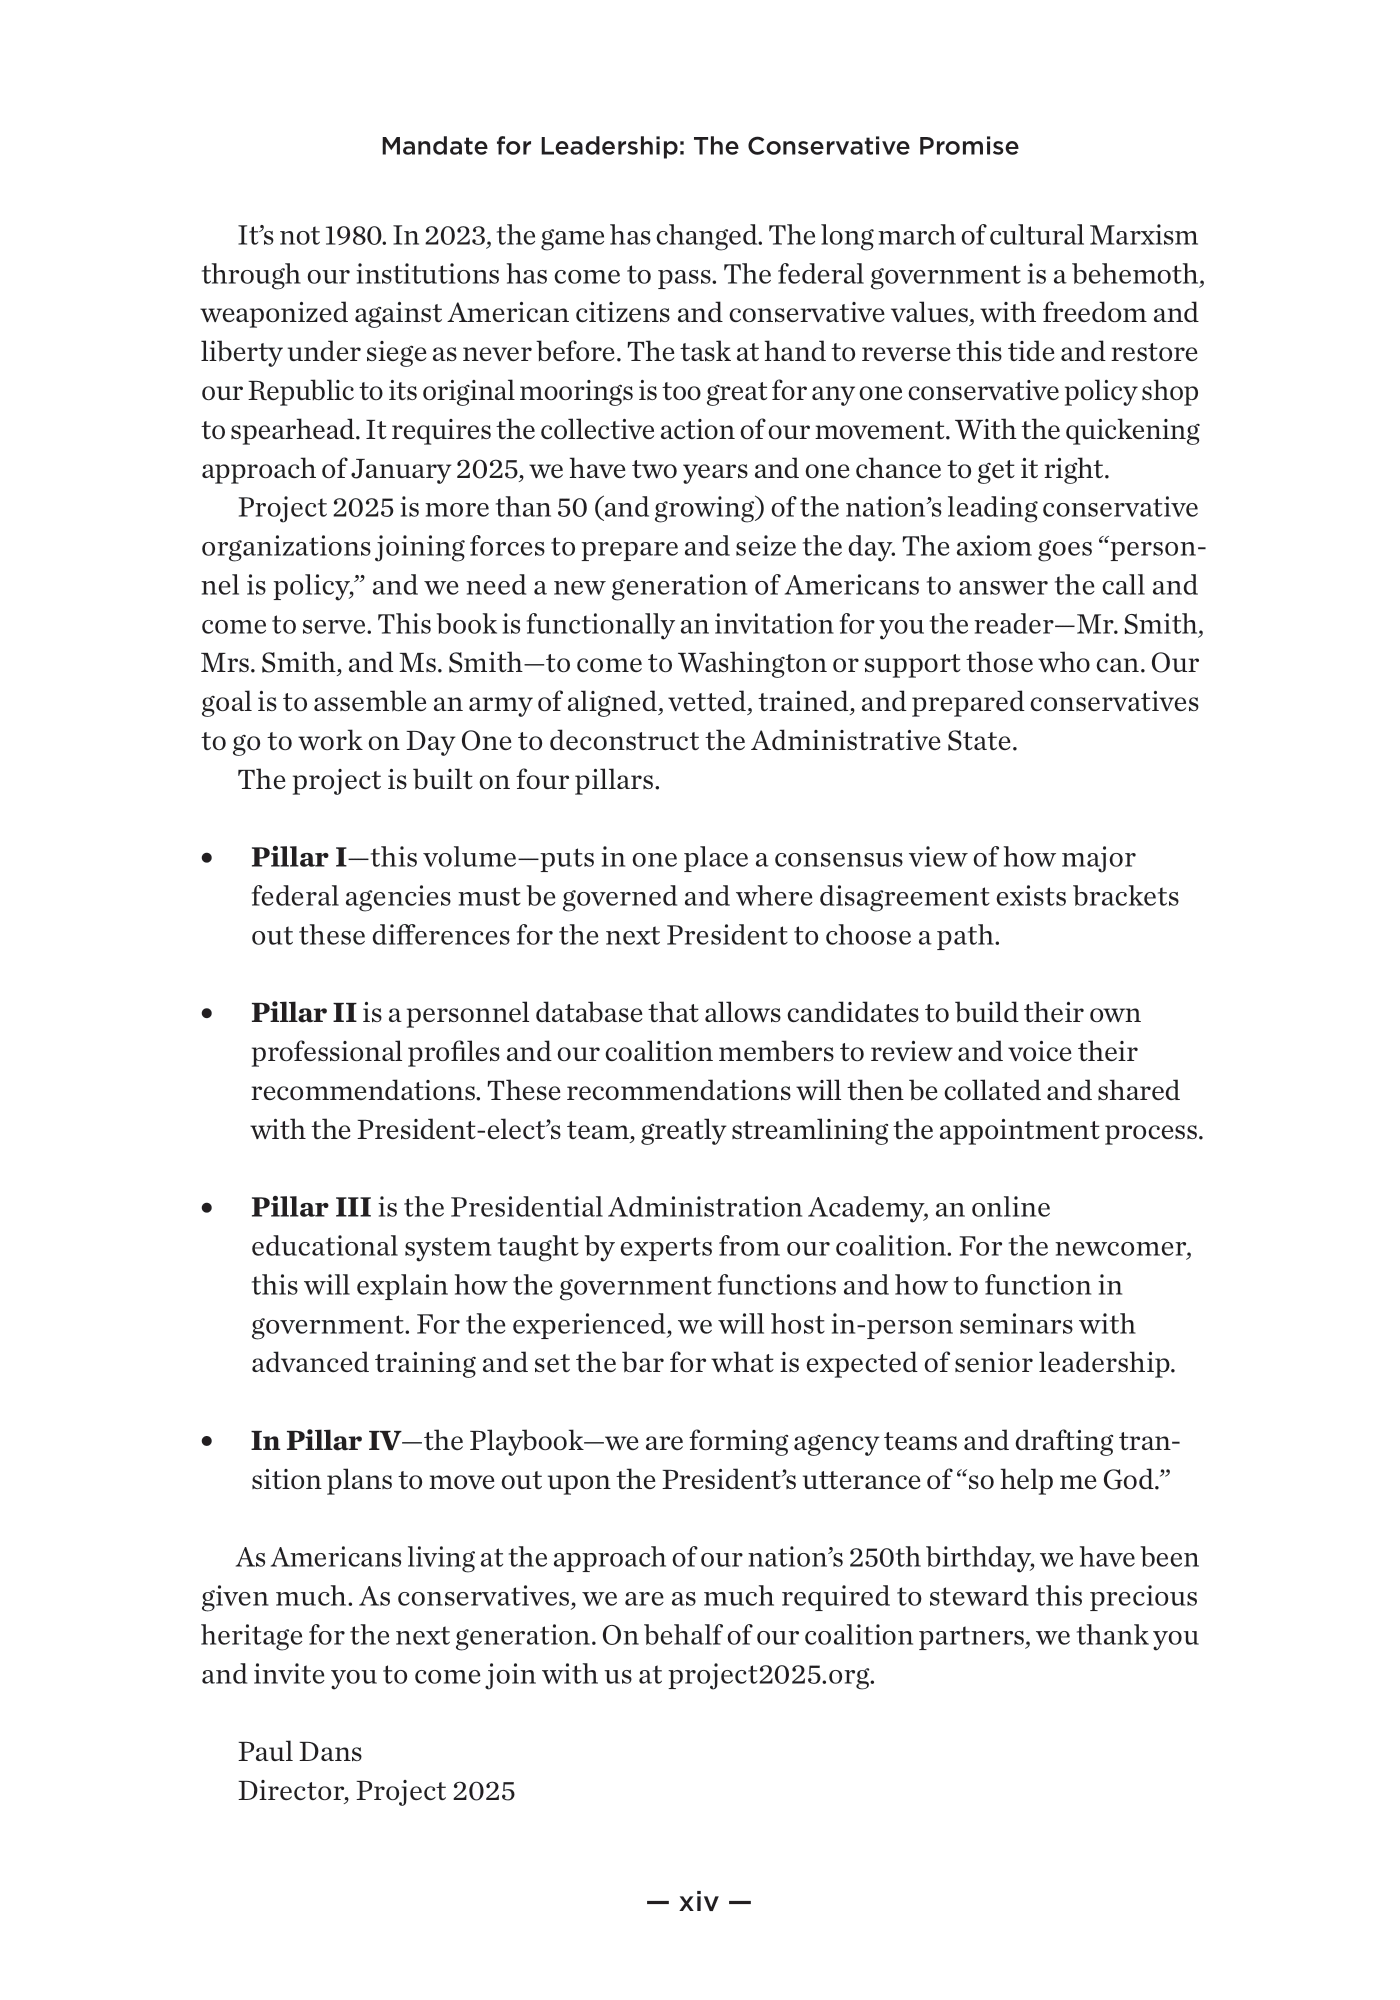 Mandate for Leadership: The Conservative Promise
It’s not 1980. In 2023, the game has changed. The long march of cultural Marxism
through our institutions has come to pass. The federal government is a behemoth,
weaponized against American citizens and conservative values, with freedom and
liberty under siege as never before. The task at hand to reverse this tide and restore
our Republic to its original moorings is too great for any one conservative policy shop
to spearhead. It requires the collective action of our movement. With the quickening
approach of January 2025, we have two years and one chance to get it right.
Project 2025 is more than 50 (and growing) of the nation’s leading conservative
organizations joining forces to prepare and seize the day. The axiom goes “person-
nel is policy,” and we need a new generation of Americans to answer the call and
come to serve. This book is functionally an invitation for you the reader—Mr. Smith,
Mrs. Smith, and Ms. Smith—to come to Washington or support those who can. Our
goal is to assemble an army of aligned, vetted, trained, and prepared conservatives
to go to work on Day One to deconstruct the Administrative State.
The project is built on four pillars.
• Pillar I—this volume—puts in one place a consensus view of how major
federal agencies must be governed and where disagreement exists brackets
out these differences for the next President to choose a path.
• Pillar II is a personnel database that allows candidates to build their own
professional profiles and our coalition members to review and voice their
recommendations. These recommendations will then be collated and shared
with the President-elect’s team, greatly streamlining the appointment process.
• Pillar III is the Presidential Administration Academy, an online
educational system taught by experts from our coalition. For the newcomer,
this will explain how the government functions and how to function in
government. For the experienced, we will host in-person seminars with
advanced training and set the bar for what is expected of senior leadership.
• In Pillar IV—the Playbook—we are forming agency teams and drafting tran-
sition plans to move out upon the President’s utterance of “so help me God.”
As Americans living at the approach of our nation’s 250th birthday, we have been
given much. As conservatives, we are as much required to steward this precious
heritage for the next generation. On behalf of our coalition partners, we thank you
and invite you to come join with us at project2025.org.
Paul Dans
Director, Project 2025
— xiv —